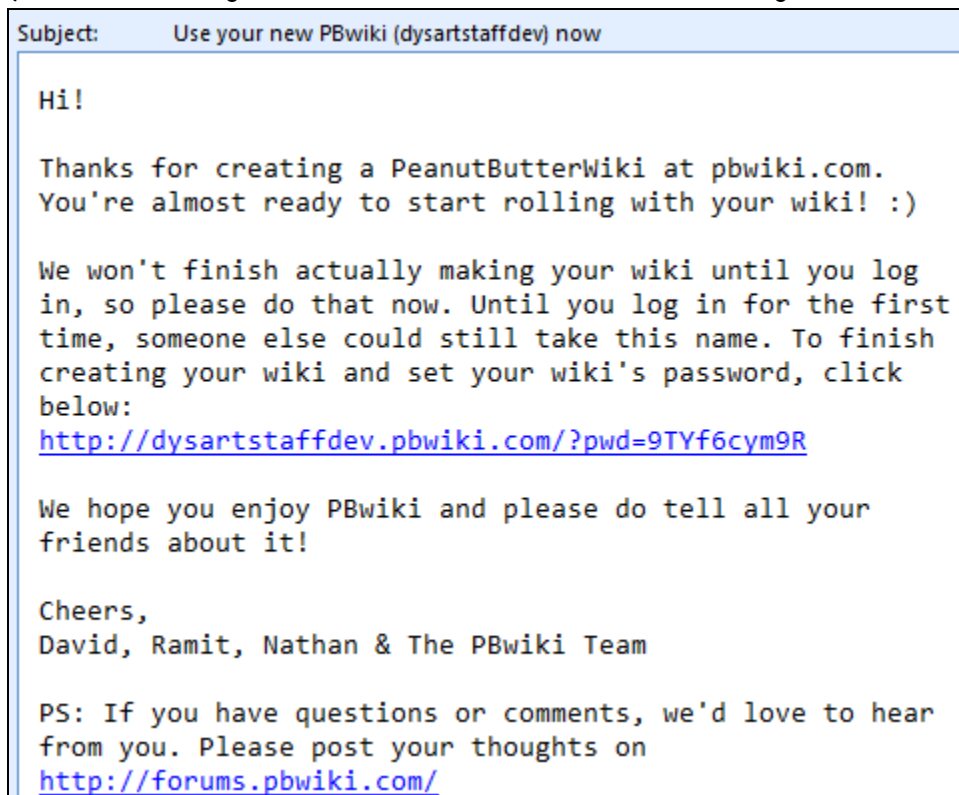 Subject: Use your new PBwiki (dysartstaffdev) now
Hi!
Thanks for creating a PeanutButterWiki at pbwiki.com.
You're almost ready to start rolling with your wiki! :)
We won't finish actually making your wiki until you log
in, so please do that now. Until you log in for the first
time, someone else could still take this name. To finish
creating your wiki and set your wiki's password, click
below:
http://dysartstaffdev.pbwiki.com/?pwd=9TYf6cym9R
We hope you enjoy PBwiki and please do tell all your
friends about it!
Cheers,
David, Ramit, Nathan & The PBwiki Team
PS: If you have questions or comments, we'd love to hear
from you. Please post your thoughts on
http://forums.pbwiki.com/